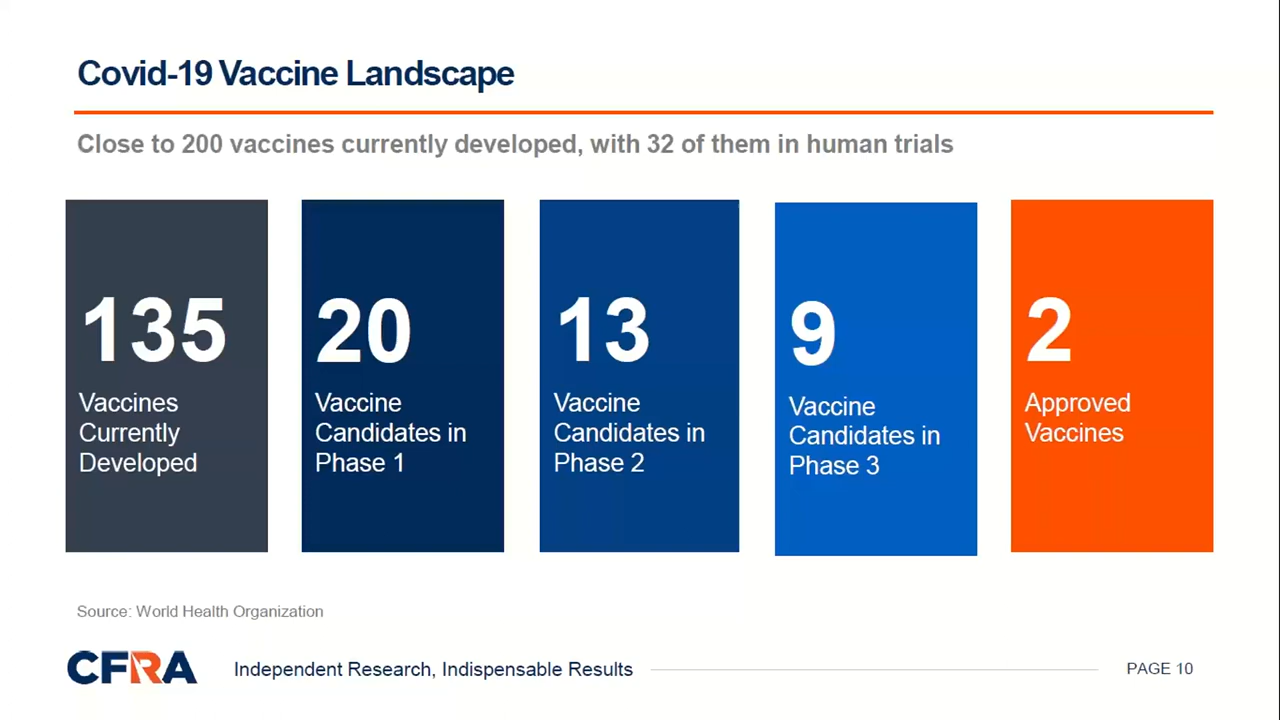 Covid-19 Vaccine Landscape
Close to 200 vaccines currently developed, with 32 of them in human trials
135
Vaccines
Currently
Developed
20
Vaccine
Candidates in
Phase 1
13
Vaccine
Candidates in
Phase 2
9
Vaccine
Candidates in
Phase 3
2
Approved
Vaccines
Source: World Health Organization
CFRA
Independent Research, Indispensable Results
PAGE 10